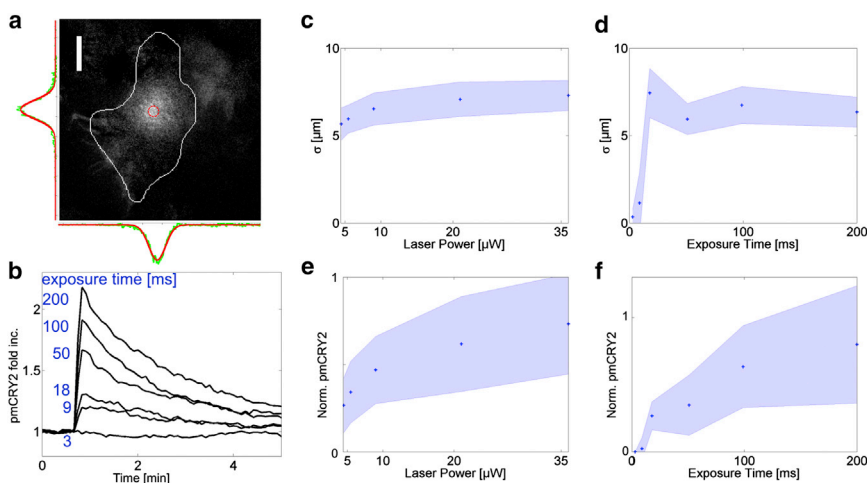 a
b
exposure time [ms]
200
100
50
18
9
3
2
1.5
1
pmCRY2 fold inc.
0
2
4
Time [min]
c
10
5
0
σ [µm]
5
10
20
35
Laser Power [µW]
d
10
5
0
σ [µm]
0
100
200
Exposure Time [ms]
e
1
0
Norm. pmCRY2
5
10
20
35
Laser Power [µW]
f
1
0
Norm. pmCRY2
0
100
200
Exposure Time [ms]